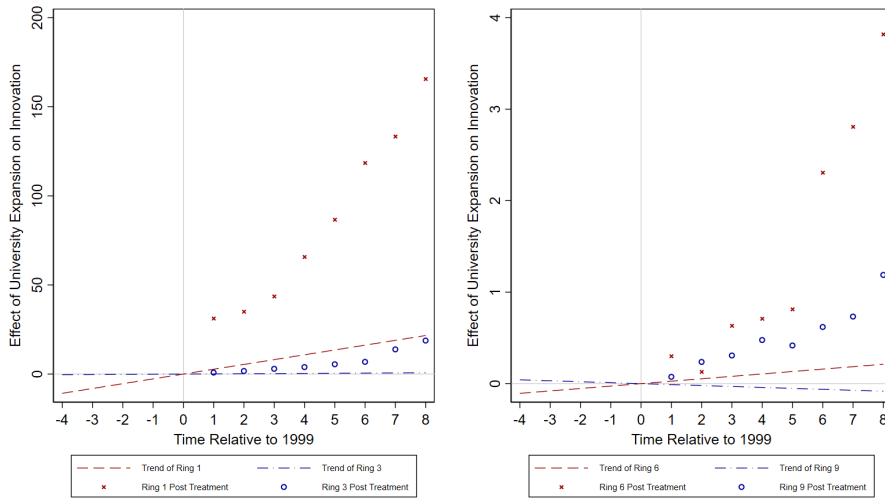 Effect of University Expansion on Innovation
200
150
100
50
0
-4 -3 -2 -1 0 1 2 3 4 5 6 7 8
Time Relative to 1999
Trend of Ring 1 Trend of Ring 3
Ring 1 Post Treatment Ring 3 Post Treatment
Effect of University Expansion on Innovation
4
3
2
1
0
-4 -3 -2 -1 0 1 2 3 4 5 6 7 8
Time Relative to 1999
Trend of Ring 6 Trend of Ring 9
Ring 6 Post Treatment Ring 9 Post Treatment